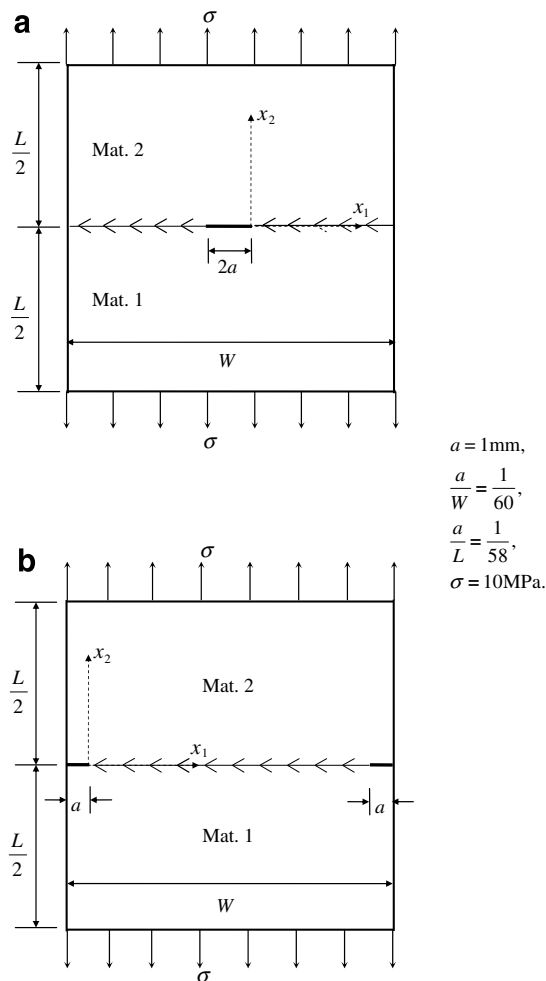 a
σ
L/2
x₂
Mat. 2
x₁
2a
L/2
Mat. 1
W
σ
a = 1mm,
a/W = 1/60,
a/L = 1/58,
σ = 10MPa.
b
σ
L/2
x₂
Mat. 2
x₁
a
a
L/2
Mat. 1
W
σ